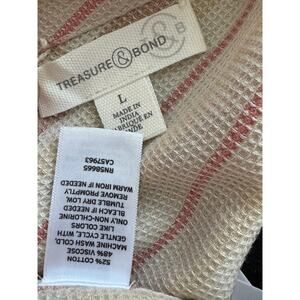 TREASURE & BOND
& B
L
MADE IN
INDIA
FABRIQUÉ EN
INDE
52% COTTON
48% VISCOSE
MACHINE WASH COLD,
GENTLE CYCLE, WITH
LIKE COLORS
ONLY NON-CHLORINE
BLEACH IF NEEDED
TUMBLE DRY LOW,
REMOVE PROMPTLY
WARM IRON IF NEEDED
RN58665
CA57963